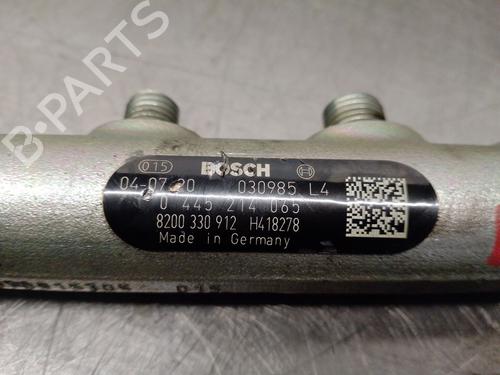 015 BOSCH
04-07-20 030985 L4
0 445 214 065
8200 330 912 H418278
Made in Germany
015
B-PARTS